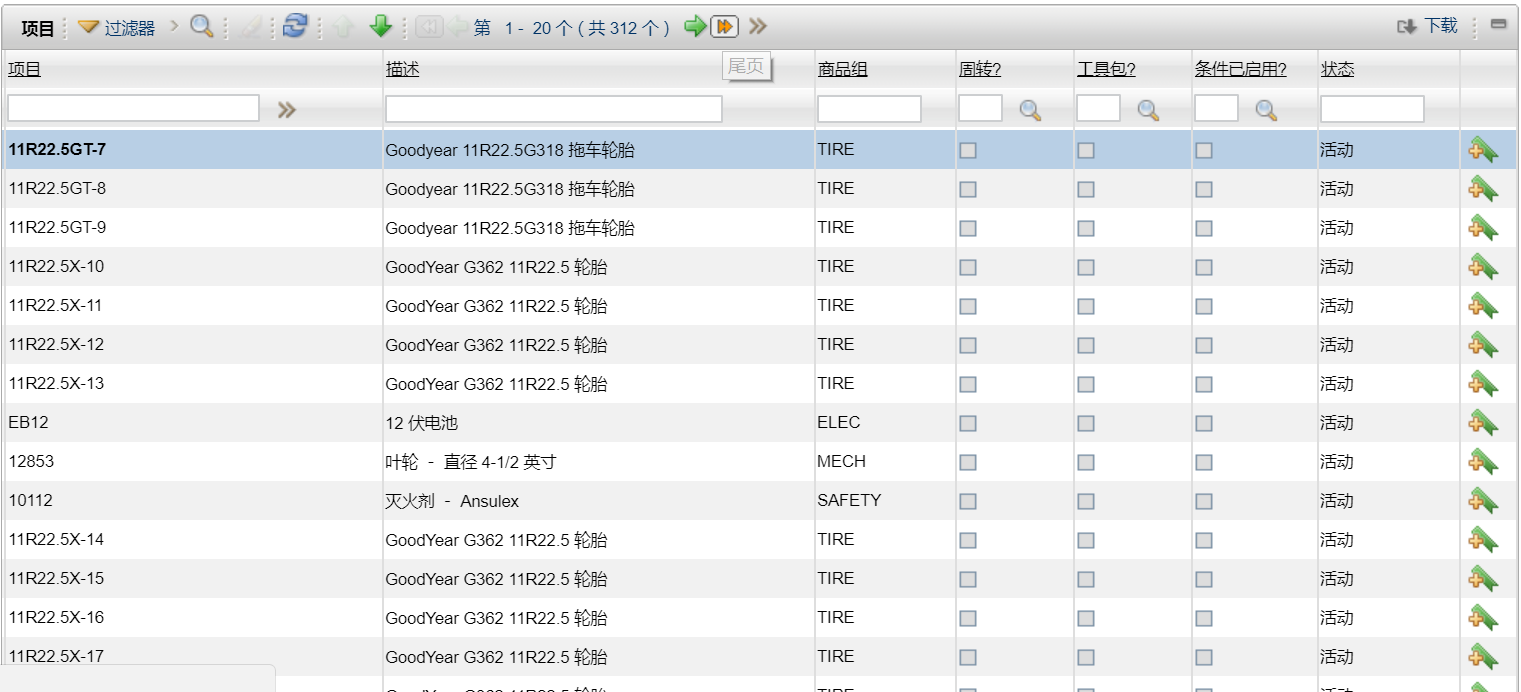 项目 过滤器 第 1 - 20 个 ( 共 312 个 ) 下载
尾页
项目 描述 商品组 周转? 工具包? 条件已启用? 状态
11R22.5GT-7 Goodyear 11R22.5G318 拖车轮胎 TIRE 活动
11R22.5GT-8 Goodyear 11R22.5G318 拖车轮胎 TIRE 活动
11R22.5GT-9 Goodyear 11R22.5G318 拖车轮胎 TIRE 活动
11R22.5X-10 GoodYear G362 11R22.5 轮胎 TIRE 活动
11R22.5X-11 GoodYear G362 11R22.5 轮胎 TIRE 活动
11R22.5X-12 GoodYear G362 11R22.5 轮胎 TIRE 活动
11R22.5X-13 GoodYear G362 11R22.5 轮胎 TIRE 活动
EB12 12 伏电池 ELEC 活动
12853 叶轮 - 直径 4-1/2 英寸 MECH 活动
10112 灭火剂 - Ansulex SAFETY 活动
11R22.5X-14 GoodYear G362 11R22.5 轮胎 TIRE 活动
11R22.5X-15 GoodYear G362 11R22.5 轮胎 TIRE 活动
11R22.5X-16 GoodYear G362 11R22.5 轮胎 TIRE 活动
11R22.5X-17 GoodYear G362 11R22.5 轮胎 TIRE 活动